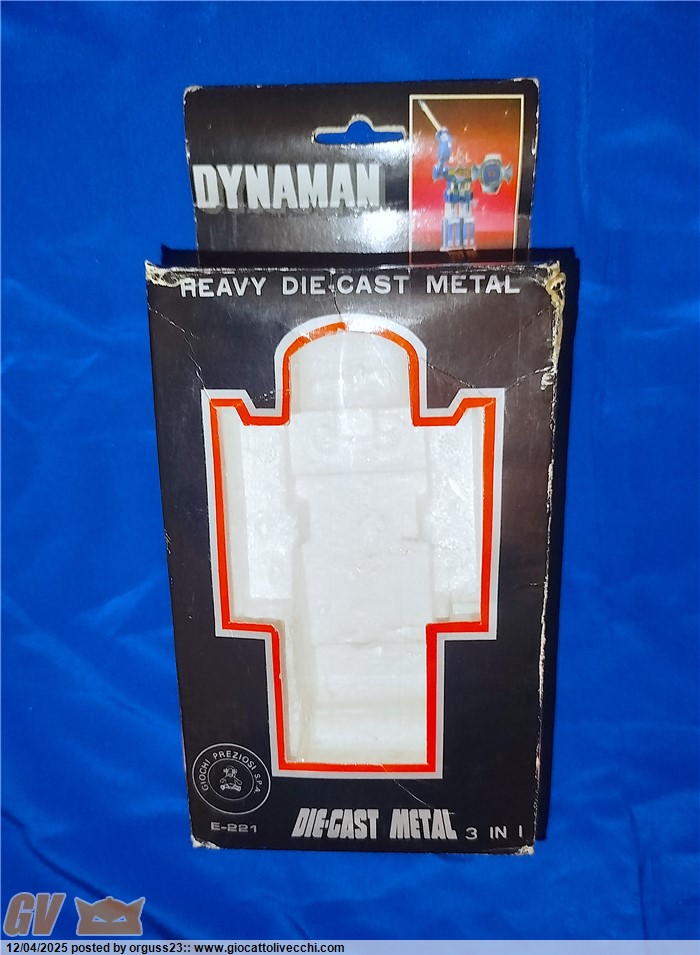 DYNAMAN
HEAVY DIE-CAST METAL
GIOCHI PREZIOSI S.P.A.
E-221
DIE-CAST METAL 3 IN 1
GV
12/04/2025 posted by orguss23:: www.giocattolivecchi.com